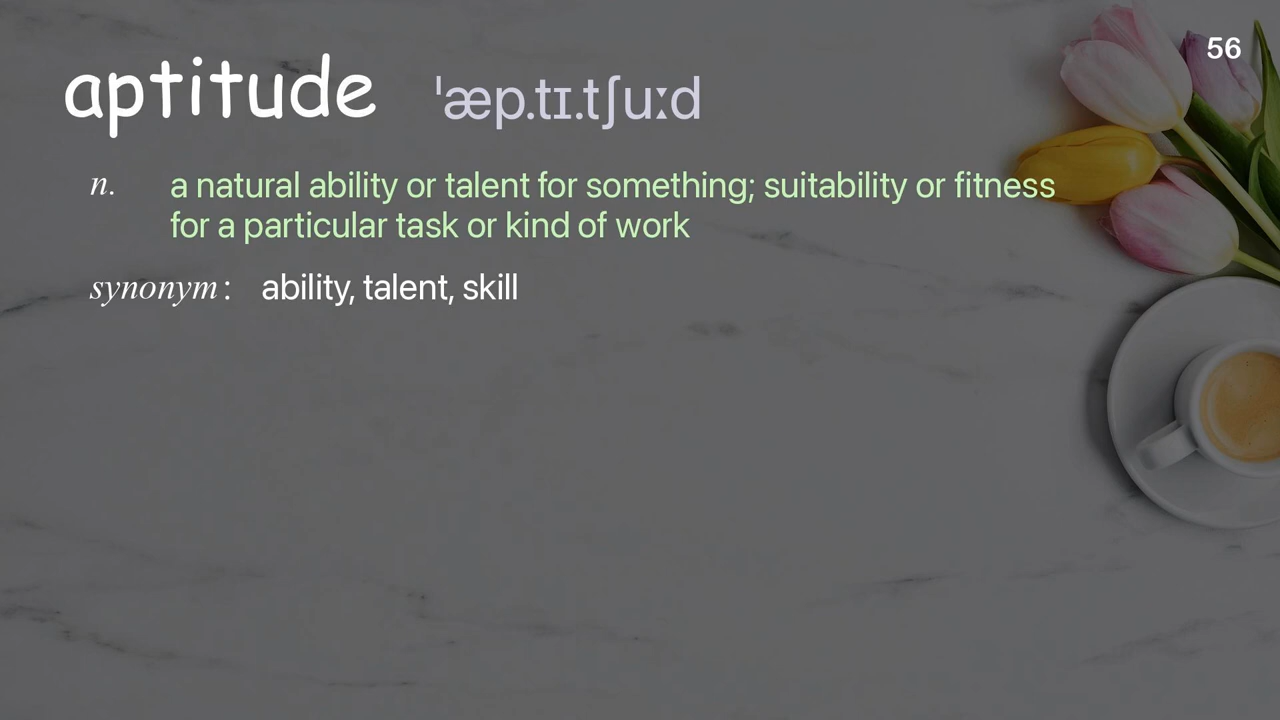 56
aptitude ˈæp.tɪ.tʃuːd
n. a natural ability or talent for something; suitability or fitness
for a particular task or kind of work
synonym: ability, talent, skill